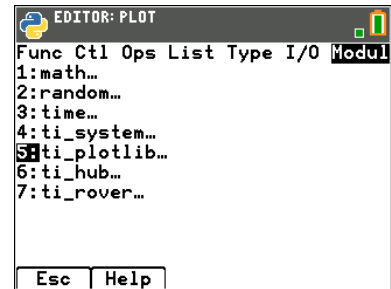 EDITOR: PLOT
Func Ctl Ops List Type I/O Modul
1:math…
2:random…
3:time…
4:ti_system…
5:ti_plotlib…
6:ti_hub…
7:ti_rover…
Esc Help